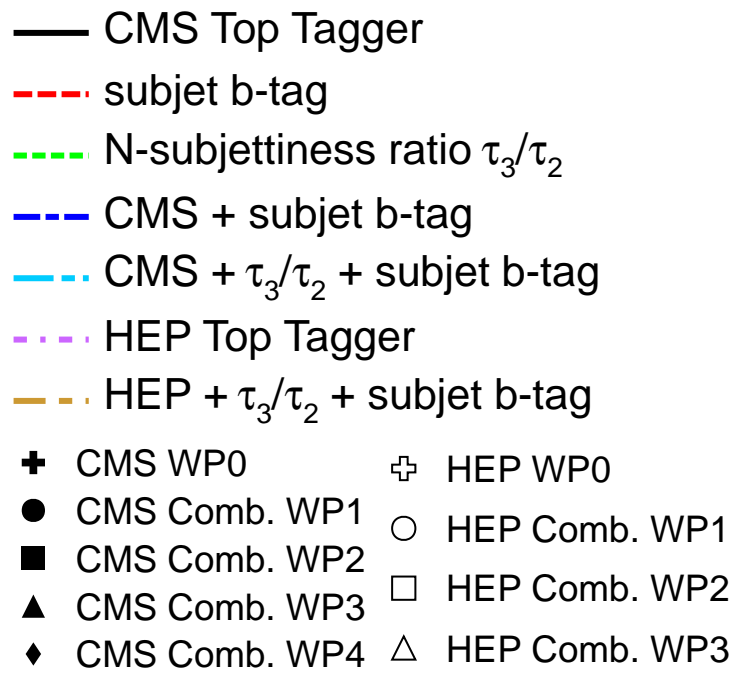 CMS Top Tagger
subjet b-tag
N-subjettiness ratio τ₃/τ₂
CMS + subjet b-tag
CMS + τ₃/τ₂ + subjet b-tag
HEP Top Tagger
HEP + τ₃/τ₂ + subjet b-tag
CMS WP0
CMS Comb. WP1
CMS Comb. WP2
CMS Comb. WP3
CMS Comb. WP4
HEP WP0
HEP Comb. WP1
HEP Comb. WP2
HEP Comb. WP3